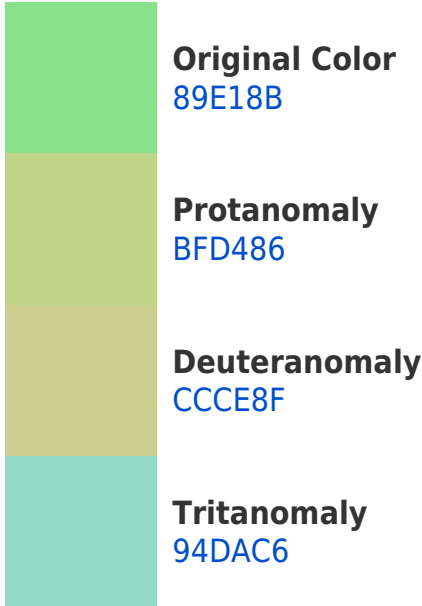 Original Color
89E18B
Protanomaly
BFD486
Deuteranomaly
CCCE8F
Tritanomaly
94DAC6